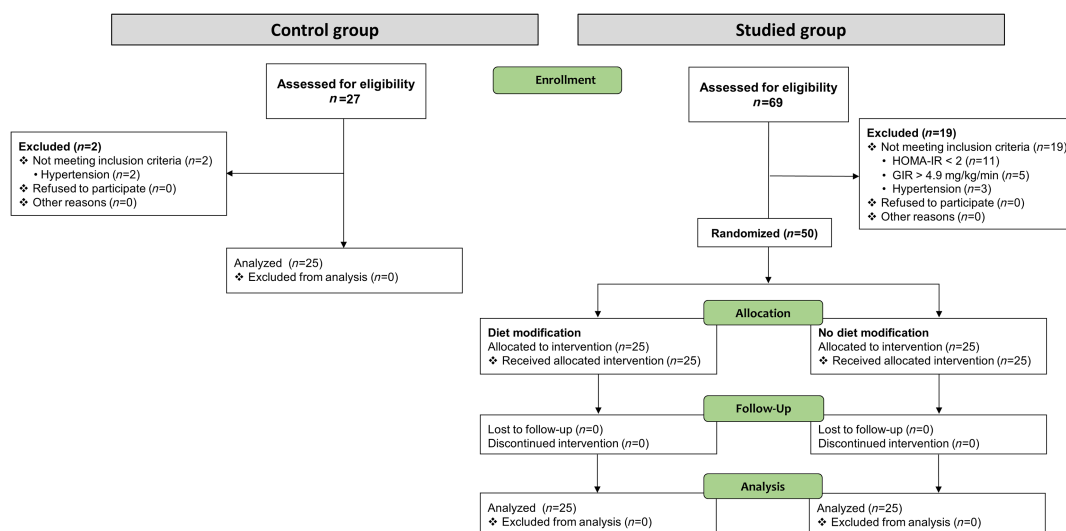 Control group
Studied group
Enrollment
Assessed for eligibility
n=27
Excluded (n=2)
❖ Not meeting inclusion criteria (n=2)
• Hypertension (n=2)
❖ Refused to participate (n=0)
❖ Other reasons (n=0)
Analyzed (n=25)
❖ Excluded from analysis (n=0)
Assessed for eligibility
n=69
Excluded (n=19)
❖ Not meeting inclusion criteria (n=19)
• HOMA-IR < 2 (n=11)
• GIR > 4.9 mg/kg/min (n=5)
• Hypertension (n=3)
❖ Refused to participate (n=0)
❖ Other reasons (n=0)
Randomized (n=50)
Allocation
Diet modification
Allocated to intervention (n=25)
❖ Received allocated intervention (n=25)
No diet modification
Allocated to intervention (n=25)
❖ Received allocated intervention (n=25)
Follow-Up
Lost to follow-up (n=0)
Discontinued intervention (n=0)
Lost to follow-up (n=0)
Discontinued intervention (n=0)
Analysis
Analyzed (n=25)
❖ Excluded from analysis (n=0)
Analyzed (n=25)
❖ Excluded from analysis (n=0)